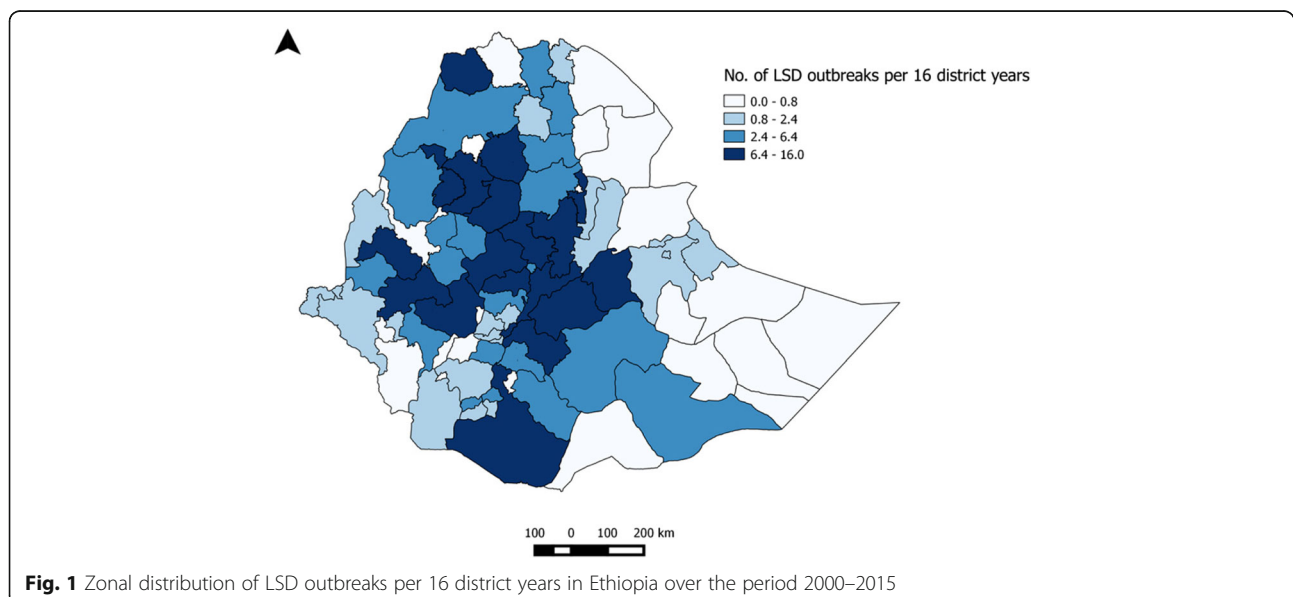 No. of LSD outbreaks per 16 district years
0.0 - 0.8
0.8 - 2.4
2.4 - 6.4
6.4 - 16.0
100 0 100 200 km
Fig. 1 Zonal distribution of LSD outbreaks per 16 district years in Ethiopia over the period 2000–2015